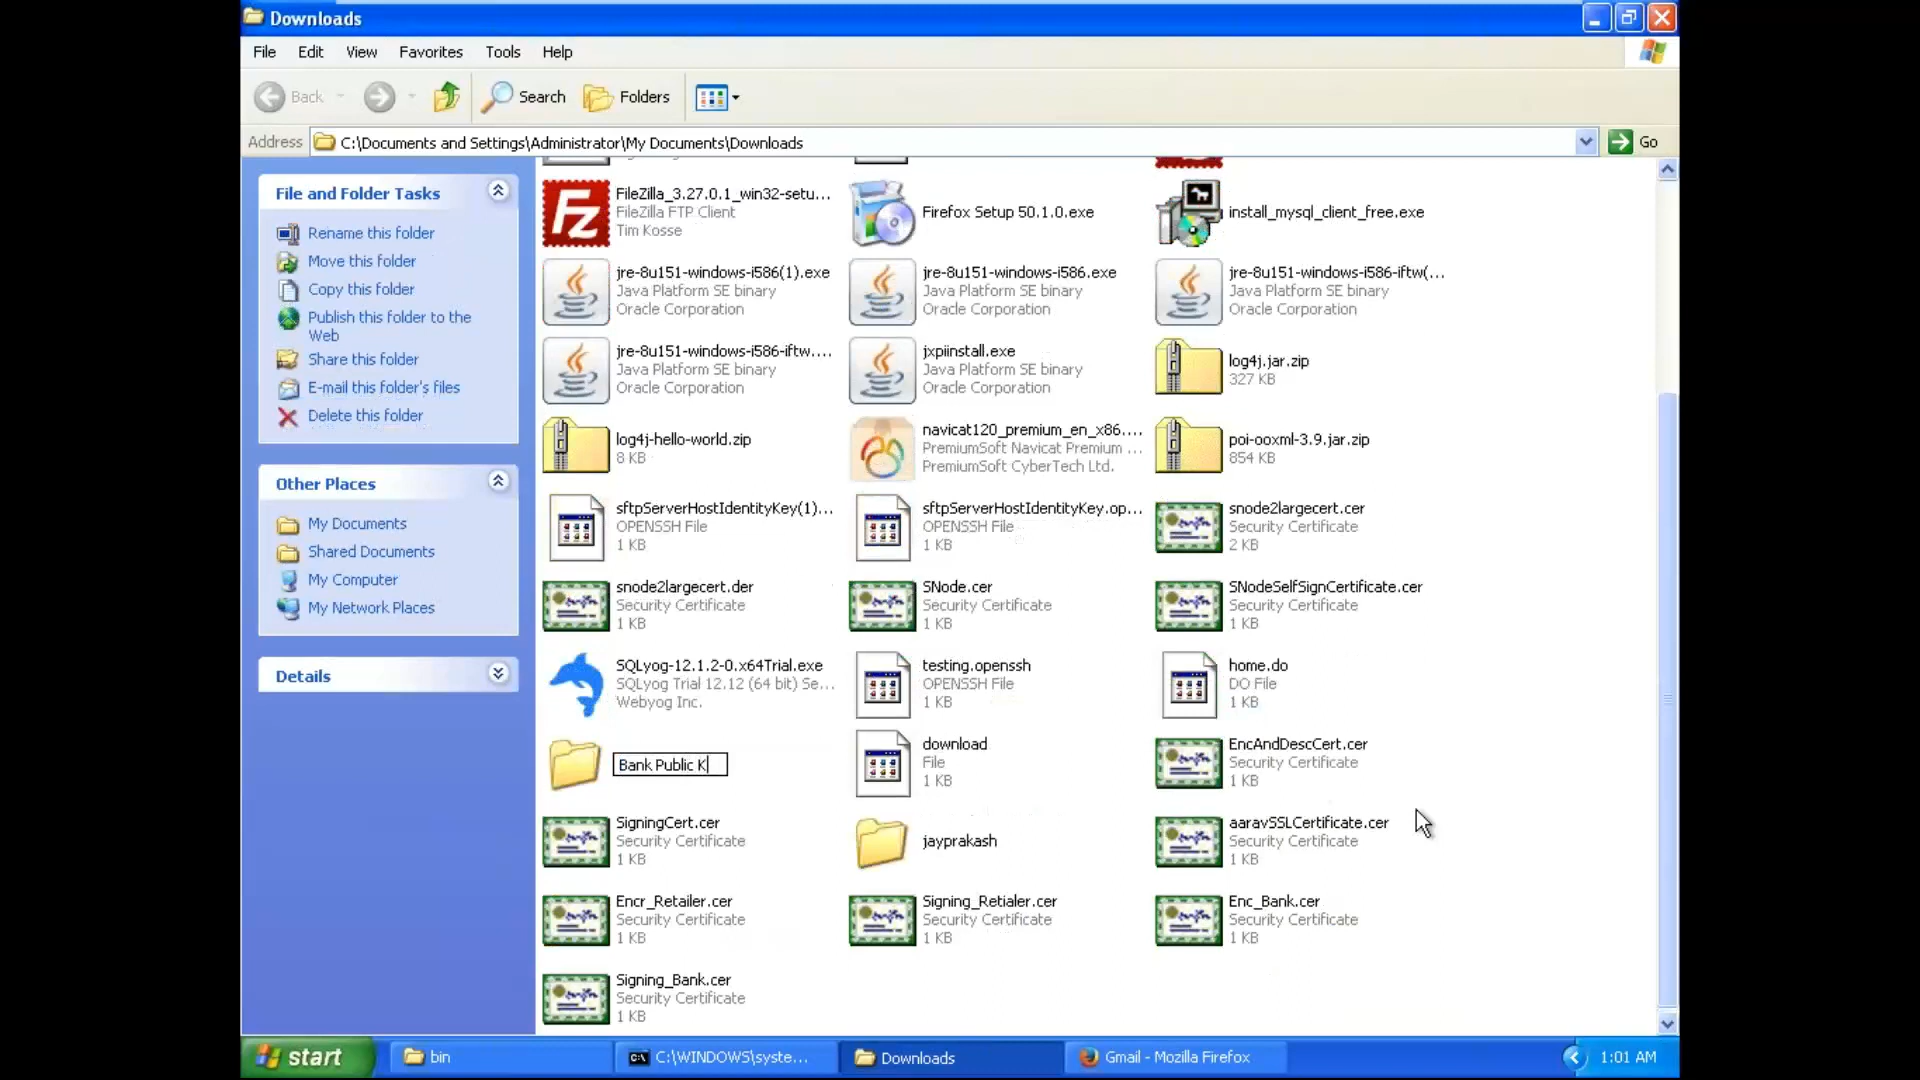 Downloads
File Edit View Favorites Tools Help
Back Search Folders
Address C:\Documents and Settings\Administrator\My Documents\Downloads Go
File and Folder Tasks
Rename this folder
Move this folder
Copy this folder
Publish this folder to the
Web
Share this folder
E-mail this folder's files
Delete this folder
Other Places
My Documents
Shared Documents
My Computer
My Network Places
Details
FileZilla_3.27.0.1_win32-setu...
FileZilla FTP Client
Tim Kosse
Firefox Setup 50.1.0.exe
install_mysql_client_free.exe
jre-8u151-windows-i586(1).exe
Java Platform SE binary
Oracle Corporation
jre-8u151-windows-i586.exe
Java Platform SE binary
Oracle Corporation
jre-8u151-windows-i586-iftw(...
Java Platform SE binary
Oracle Corporation
jre-8u151-windows-i586-iftw....
Java Platform SE binary
Oracle Corporation
jxpiinstall.exe
Java Platform SE binary
Oracle Corporation
log4j.jar.zip
327 KB
log4j-hello-world.zip
8 KB
navicat120_premium_en_x86....
PremiumSoft Navicat Premium ...
PremiumSoft CyberTech Ltd.
poi-ooxml-3.9.jar.zip
854 KB
sftpServerHostIdentityKey(1)...
OPENSSH File
1 KB
sftpServerHostIdentityKey.op...
OPENSSH File
1 KB
snode2largecert.cer
Security Certificate
2 KB
snode2largecert.der
Security Certificate
1 KB
SNode.cer
Security Certificate
1 KB
SNodeSelfSignCertificate.cer
Security Certificate
1 KB
SQLyog-12.1.2-0.x64Trial.exe
SQLyog Trial 12.12 (64 bit) Se...
Webyog Inc.
testing.openssh
OPENSSH File
1 KB
home.do
DO File
1 KB
Bank Public K
download
File
1 KB
EncAndDescCert.cer
Security Certificate
1 KB
SigningCert.cer
Security Certificate
1 KB
jayprakash
aaravSSLCertificate.cer
Security Certificate
1 KB
Encr_Retailer.cer
Security Certificate
1 KB
Signing_Retialer.cer
Security Certificate
1 KB
Enc_Bank.cer
Security Certificate
1 KB
Signing_Bank.cer
Security Certificate
1 KB
start bin C:\WINDOWS\syste... Downloads Gmail - Mozilla Firefox 1:01 AM